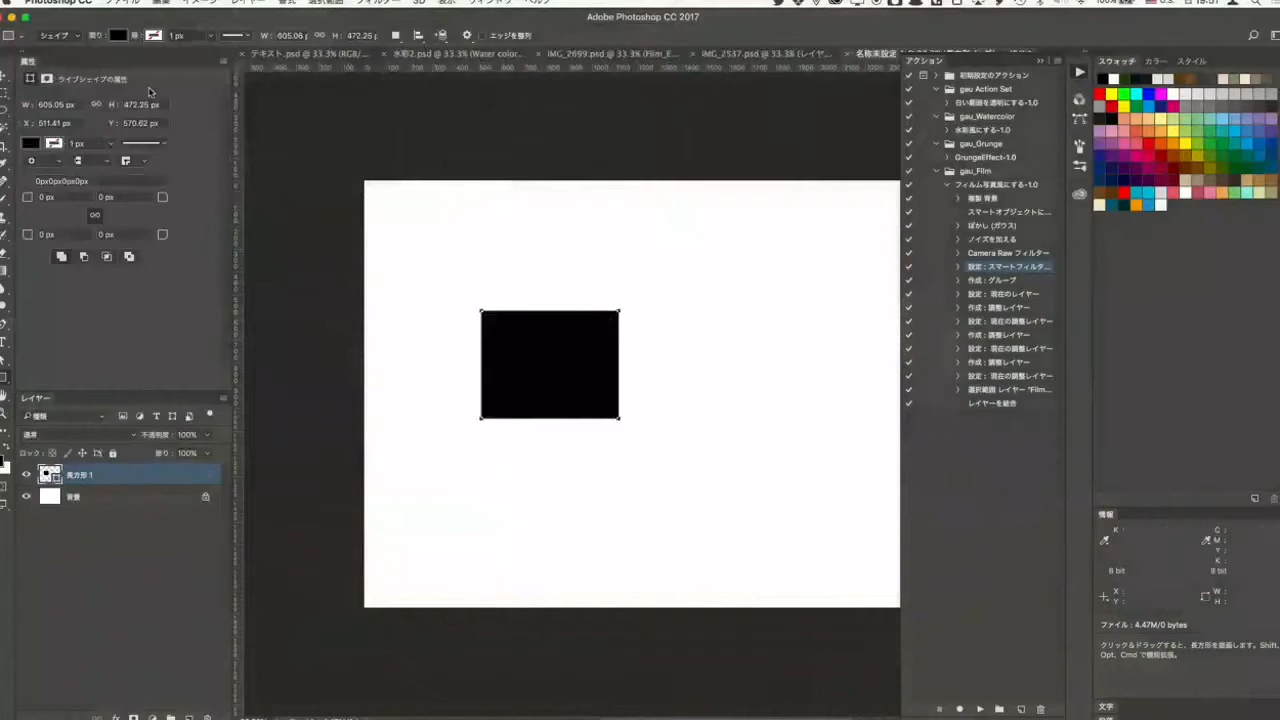 Adobe Photoshop CC 2017
シェイプ 塗り： 線： 1 px W: 605.05 px H: 472.25 px エッジを整列
テキスト.psd @ 33.3% (RGB/... 水彩2.psd @ 33.3% (Water color... IMG_2699.psd @ 33.3% (Film_E... IMG_2537.psd @ 33.3% (レイヤ... 名称未設定
属性
ライブシェイプの属性
W: 605.05 px H: 472.25 px
X: 511.41 px Y: 570.62 px
1 px
0px0px0px0px
0 px 0 px
0 px 0 px
レイヤー
種類
通常 不透明度： 100%
ロック： 塗り： 100%
長方形 1
背景
アクション
初期設定のアクション
gau Action Set
白い範囲を透明にする-1.0
gau_Watercolor
水彩風にする-1.0
gau_Grunge
GrungeEffect-1.0
gau_Film
フィルム写真風にする-1.0
複製 背景
スマートオブジェクトに...
ぼかし (ガウス)
ノイズを加える
Camera Raw フィルター
設定：スマートフィルタ...
作成：グループ
設定： 現在のレイヤー
作成：調整レイヤー
設定： 現在の調整レイヤー
作成：調整レイヤー
設定： 現在の調整レイヤー
作成：調整レイヤー
設定： 現在の調整レイヤー
選択範囲 レイヤー "Film...
レイヤーを結合
スウォッチ カラー スタイル
情報
K : C :
M :
Y :
K :
8 bit 8 bit
X : W :
Y : H :
ファイル：4.47M/0 bytes
クリック＆ドラッグすると、長方形を描画します。Shift、
Opt、Cmd で機能拡張。
文字